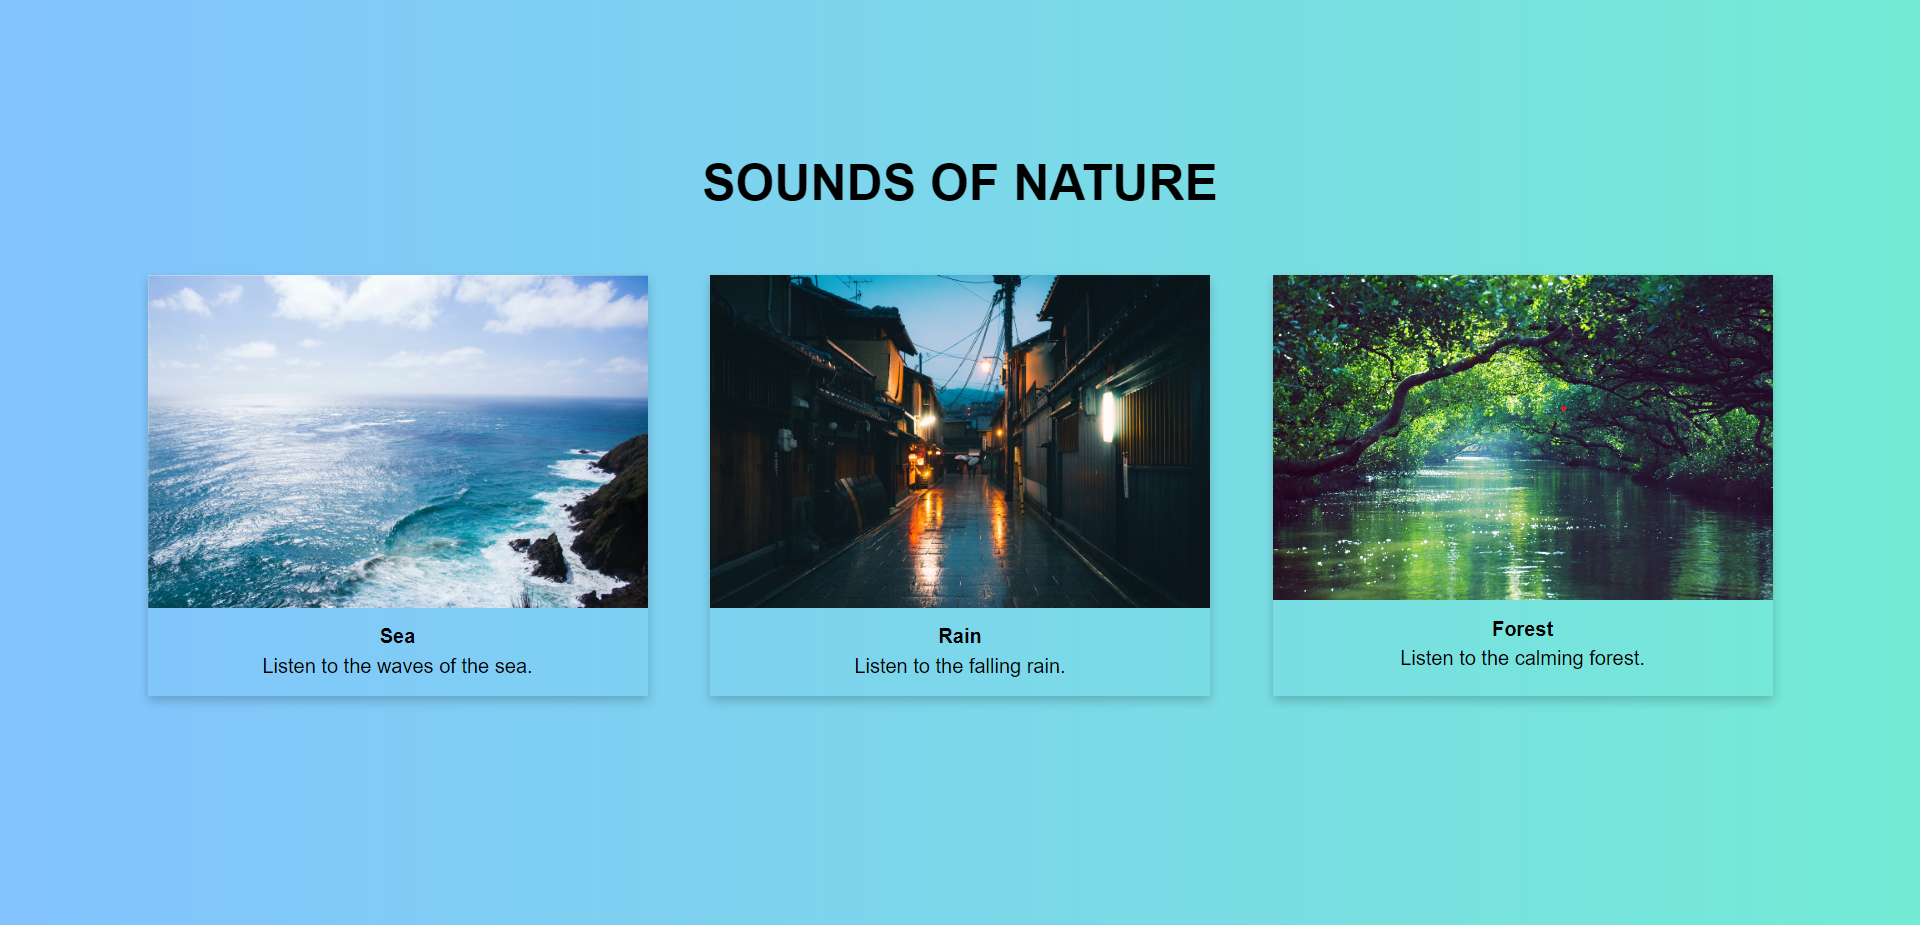 SOUNDS OF NATURE
Sea
Listen to the waves of the sea.
Rain
Listen to the falling rain.
Forest
Listen to the calming forest.